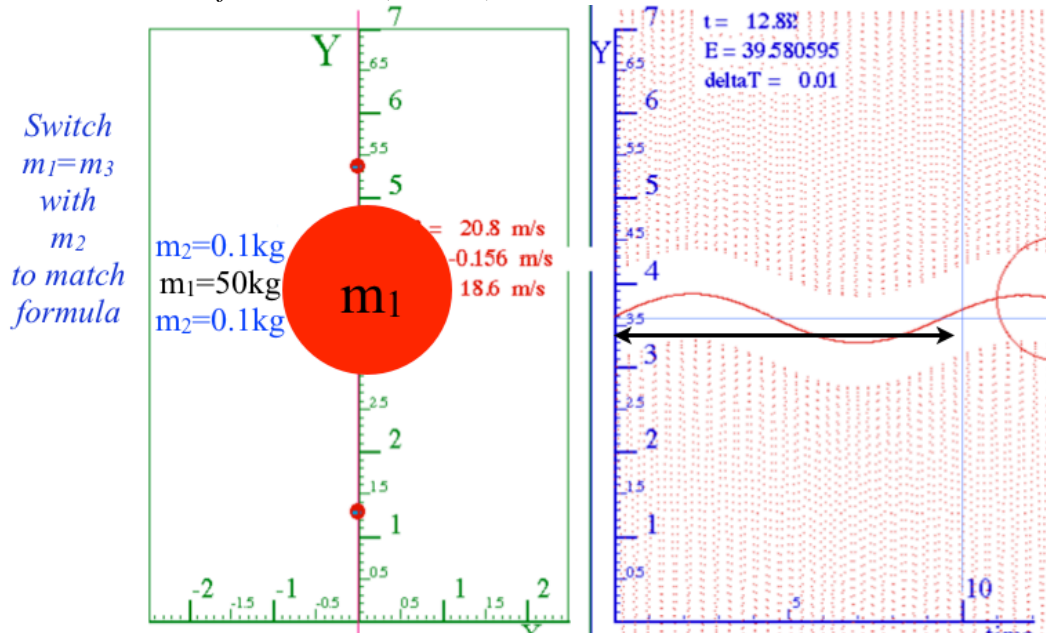 Switch
m1=m3
with
m2
to match
formula
Y
7
6.5
6
5.5
5
m2=0.1kg
m1=50kg
m2=0.1kg
m1
= 20.8 m/s
-0.156 m/s
18.6 m/s
2.5
2
1.5
1
0.5
-2
-1.5
-1
-0.5
0.5
1
1.5
2
t = 12.8
E = 39.580595
deltaT = 0.01
Y
7
6.5
6
5.5
5
4.5
4
3.5
3
2.5
2
1.5
1
0.5
5
10